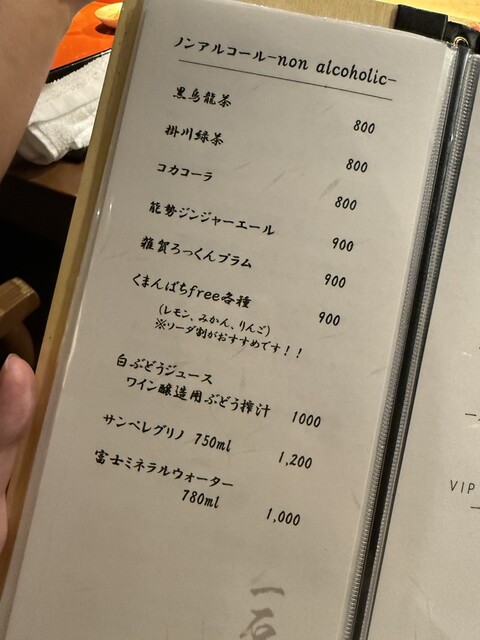 ノンアルコール-non alcoholic-
黒烏龍茶 800
掛川緑茶 800
コカコーラ 800
能勢ジンジャーエール 900
雑賀ろっくんプラム 900
くまんばちfree各種 900
(レモン、みかん、りんご)
※ソーダ割がおすすめです！！
白ぶどうジュース
ワイン醸造用ぶどう搾汁 1000
サンペレグリノ 750ml 1,200
富士ミネラルウォーター
780ml 1,000
一石
VIP